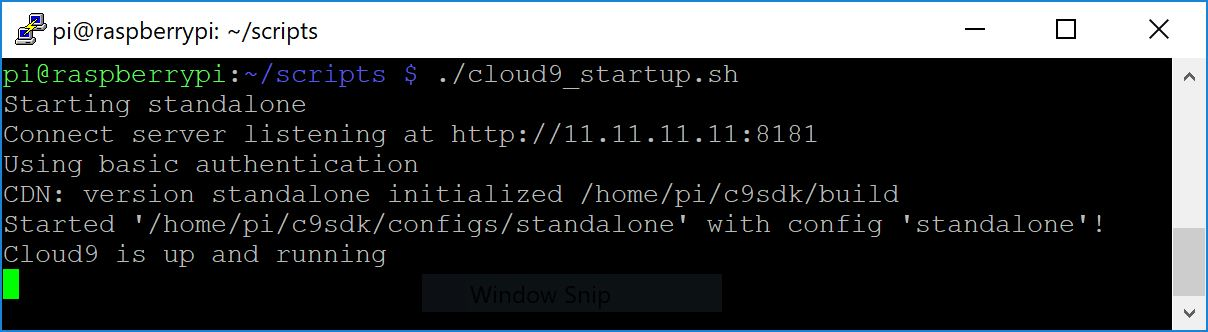 pi@raspberrypi: ~/scripts
pi@raspberrypi:~/scripts $ ./cloud9_startup.sh
Starting standalone
Connect server listening at http://11.11.11.11:8181
Using basic authentication
CDN: version standalone initialized /home/pi/c9sdk/build
Started '/home/pi/c9sdk/configs/standalone' with config 'standalone'!
Cloud9 is up and running
Window Snip